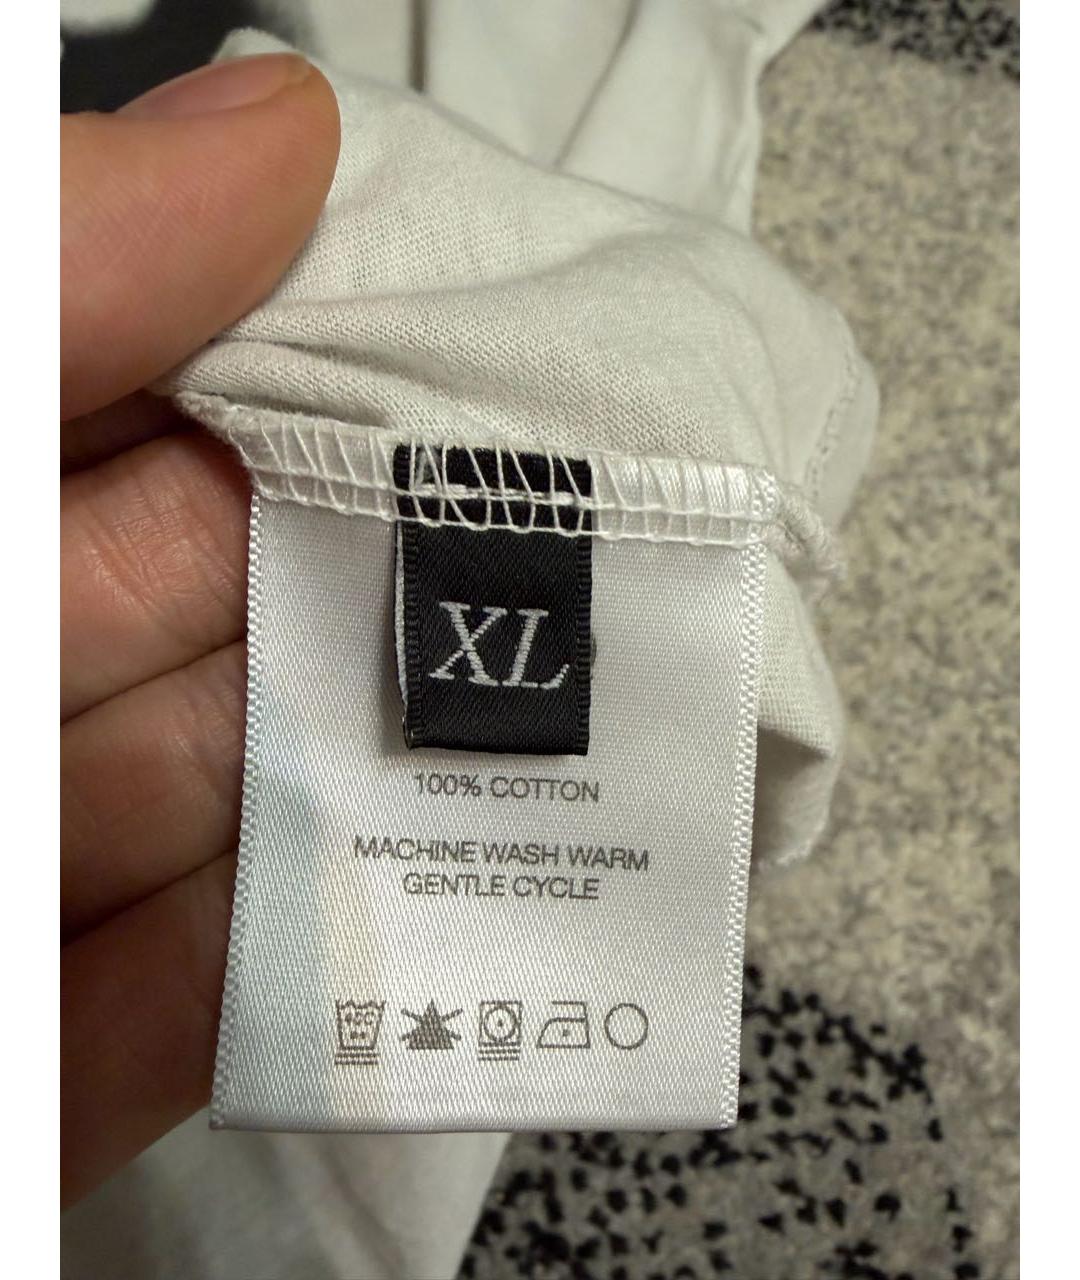 XL
100% COTTON
MACHINE WASH WARM
GENTLE CYCLE